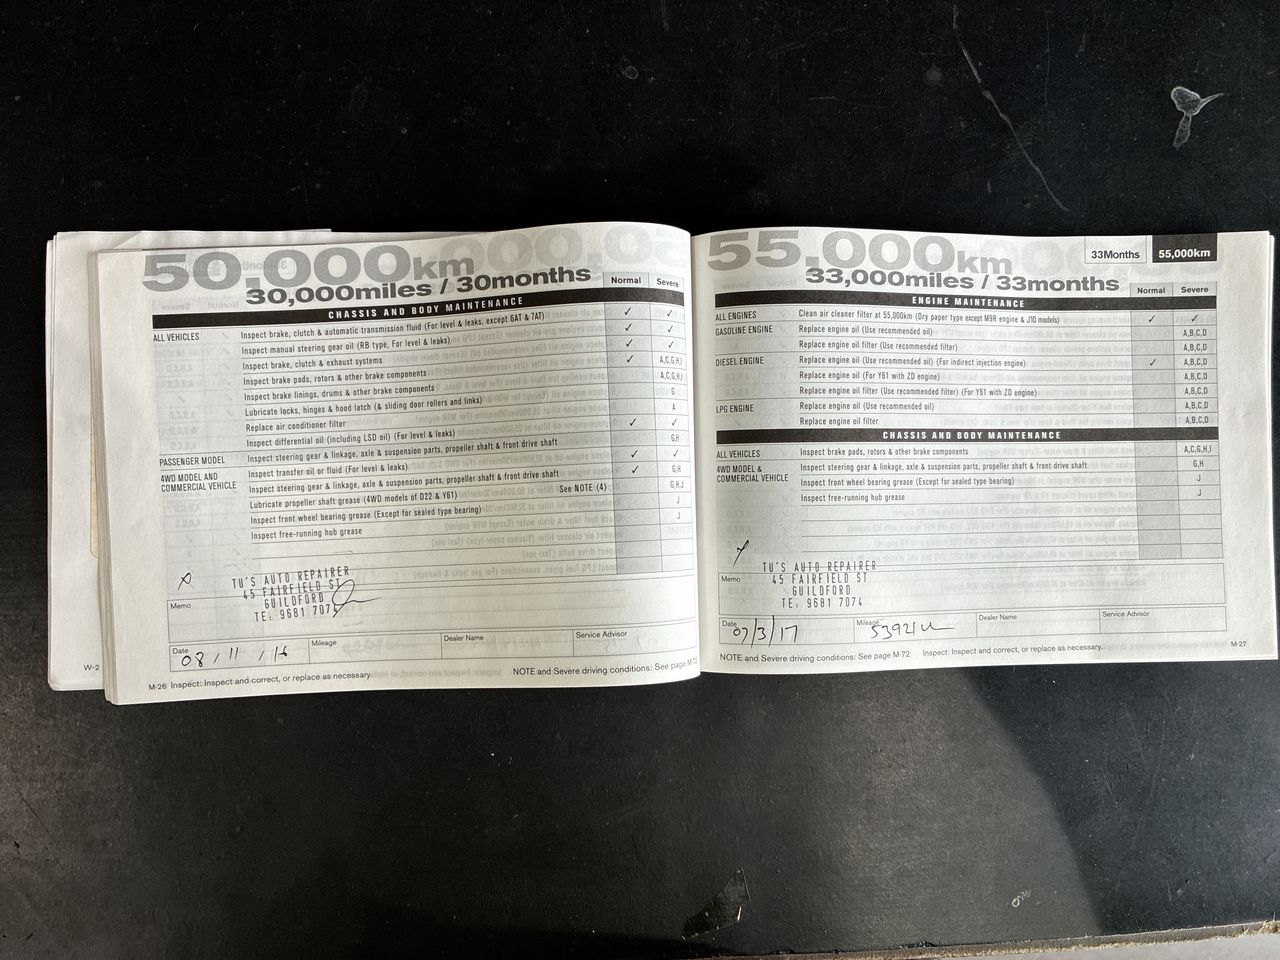 50,000km
30,000miles / 30months
Normal Severe
CHASSIS AND BODY MAINTENANCE
ALL VEHICLES Inspect brake, clutch & automatic transmission fluid (For level & leaks, except 6AT & 7AT) ✓ ✓
Inspect manual steering gear oil (RB type, For level & leaks) ✓ ✓
Inspect brake, clutch & exhaust systems ✓ ✓
Inspect brake pads, rotors & other brake components ✓ A,C,G,H,I
Inspect brake linings, drums & other brake components A,C,G,H,I
Lubricate locks, hinges & hood latch (& sliding door rollers and links) G
Replace air conditioner filter A
Inspect differential oil (including LSD oil) (For level & leaks) ✓ ✓
PASSENGER MODEL Inspect steering gear & linkage, axle & suspension parts, propeller shaft & front drive shaft G,H
4WD MODEL AND Inspect transfer oil or fluid (For level & leaks) ✓ ✓
COMMERCIAL VEHICLE Inspect steering gear & linkage, axle & suspension parts, propeller shaft & front drive shaft ✓ G,H
Lubricate propeller shaft grease (4WD models of D22 & Y61) See NOTE (4) G,H,J
Inspect front wheel bearing grease (Except for sealed type bearing) J
Inspect free-running hub grease J
TU'S AUTO REPAIRER
45 FAIRFIELD ST
GUILDFORD
TE: 9681 7074
Memo
Date 08/11/16 Mileage Dealer Name Service Advisor
M-26 Inspect: Inspect and correct, or replace as necessary. NOTE and Severe driving conditions: See page M-72
W-2
55,000km
33,000miles / 33months
33Months 55,000km
Normal Severe
ENGINE MAINTENANCE
ALL ENGINES Clean air cleaner filter at 55,000km (Dry paper type except M9R engine & J10 models) ✓ ✓
GASOLINE ENGINE Replace engine oil (Use recommended oil) A,B,C,D
Replace engine oil filter (Use recommended filter) A,B,C,D
DIESEL ENGINE Replace engine oil (Use recommended oil) (For indirect injection engine) ✓ A,B,C,D
Replace engine oil (For Y61 with ZD engine) A,B,C,D
Replace engine oil filter (Use recommended filter) (For Y61 with ZD engine) A,B,C,D
LPG ENGINE Replace engine oil (Use recommended oil) A,B,C,D
Replace engine oil filter A,B,C,D
CHASSIS AND BODY MAINTENANCE
ALL VEHICLES Inspect brake pads, rotors & other brake components A,C,G,H,I
4WD MODEL & Inspect steering gear & linkage, axle & suspension parts, propeller shaft & front drive shaft G,H
COMMERCIAL VEHICLE Inspect front wheel bearing grease (Except for sealed type bearing) J
Inspect free-running hub grease J
TU'S AUTO REPAIRER
45 FAIRFIELD ST
GUILDFORD
TE: 9681 7074
Memo
Date 07/3/17 Mileage Dealer Name Service Advisor
NOTE and Severe driving conditions: See page M-72 Inspect: Inspect and correct, or replace as necessary.
M-27